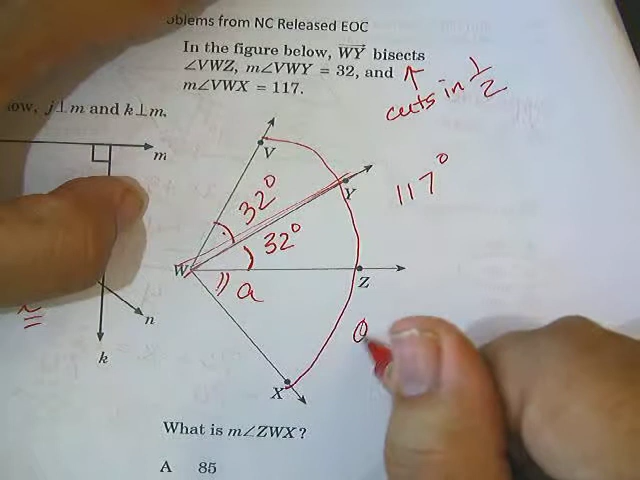 oblems from NC Released EOC
In the figure below, WY bisects
∠VWZ, m∠VWY = 32, and
m∠VWX = 117.
cuts in 1/2
ow, j⊥m and k⊥m.
m
V
32°
Y
117°
32°
W
a
Z
n
k
X
What is m∠ZWX?
A 85